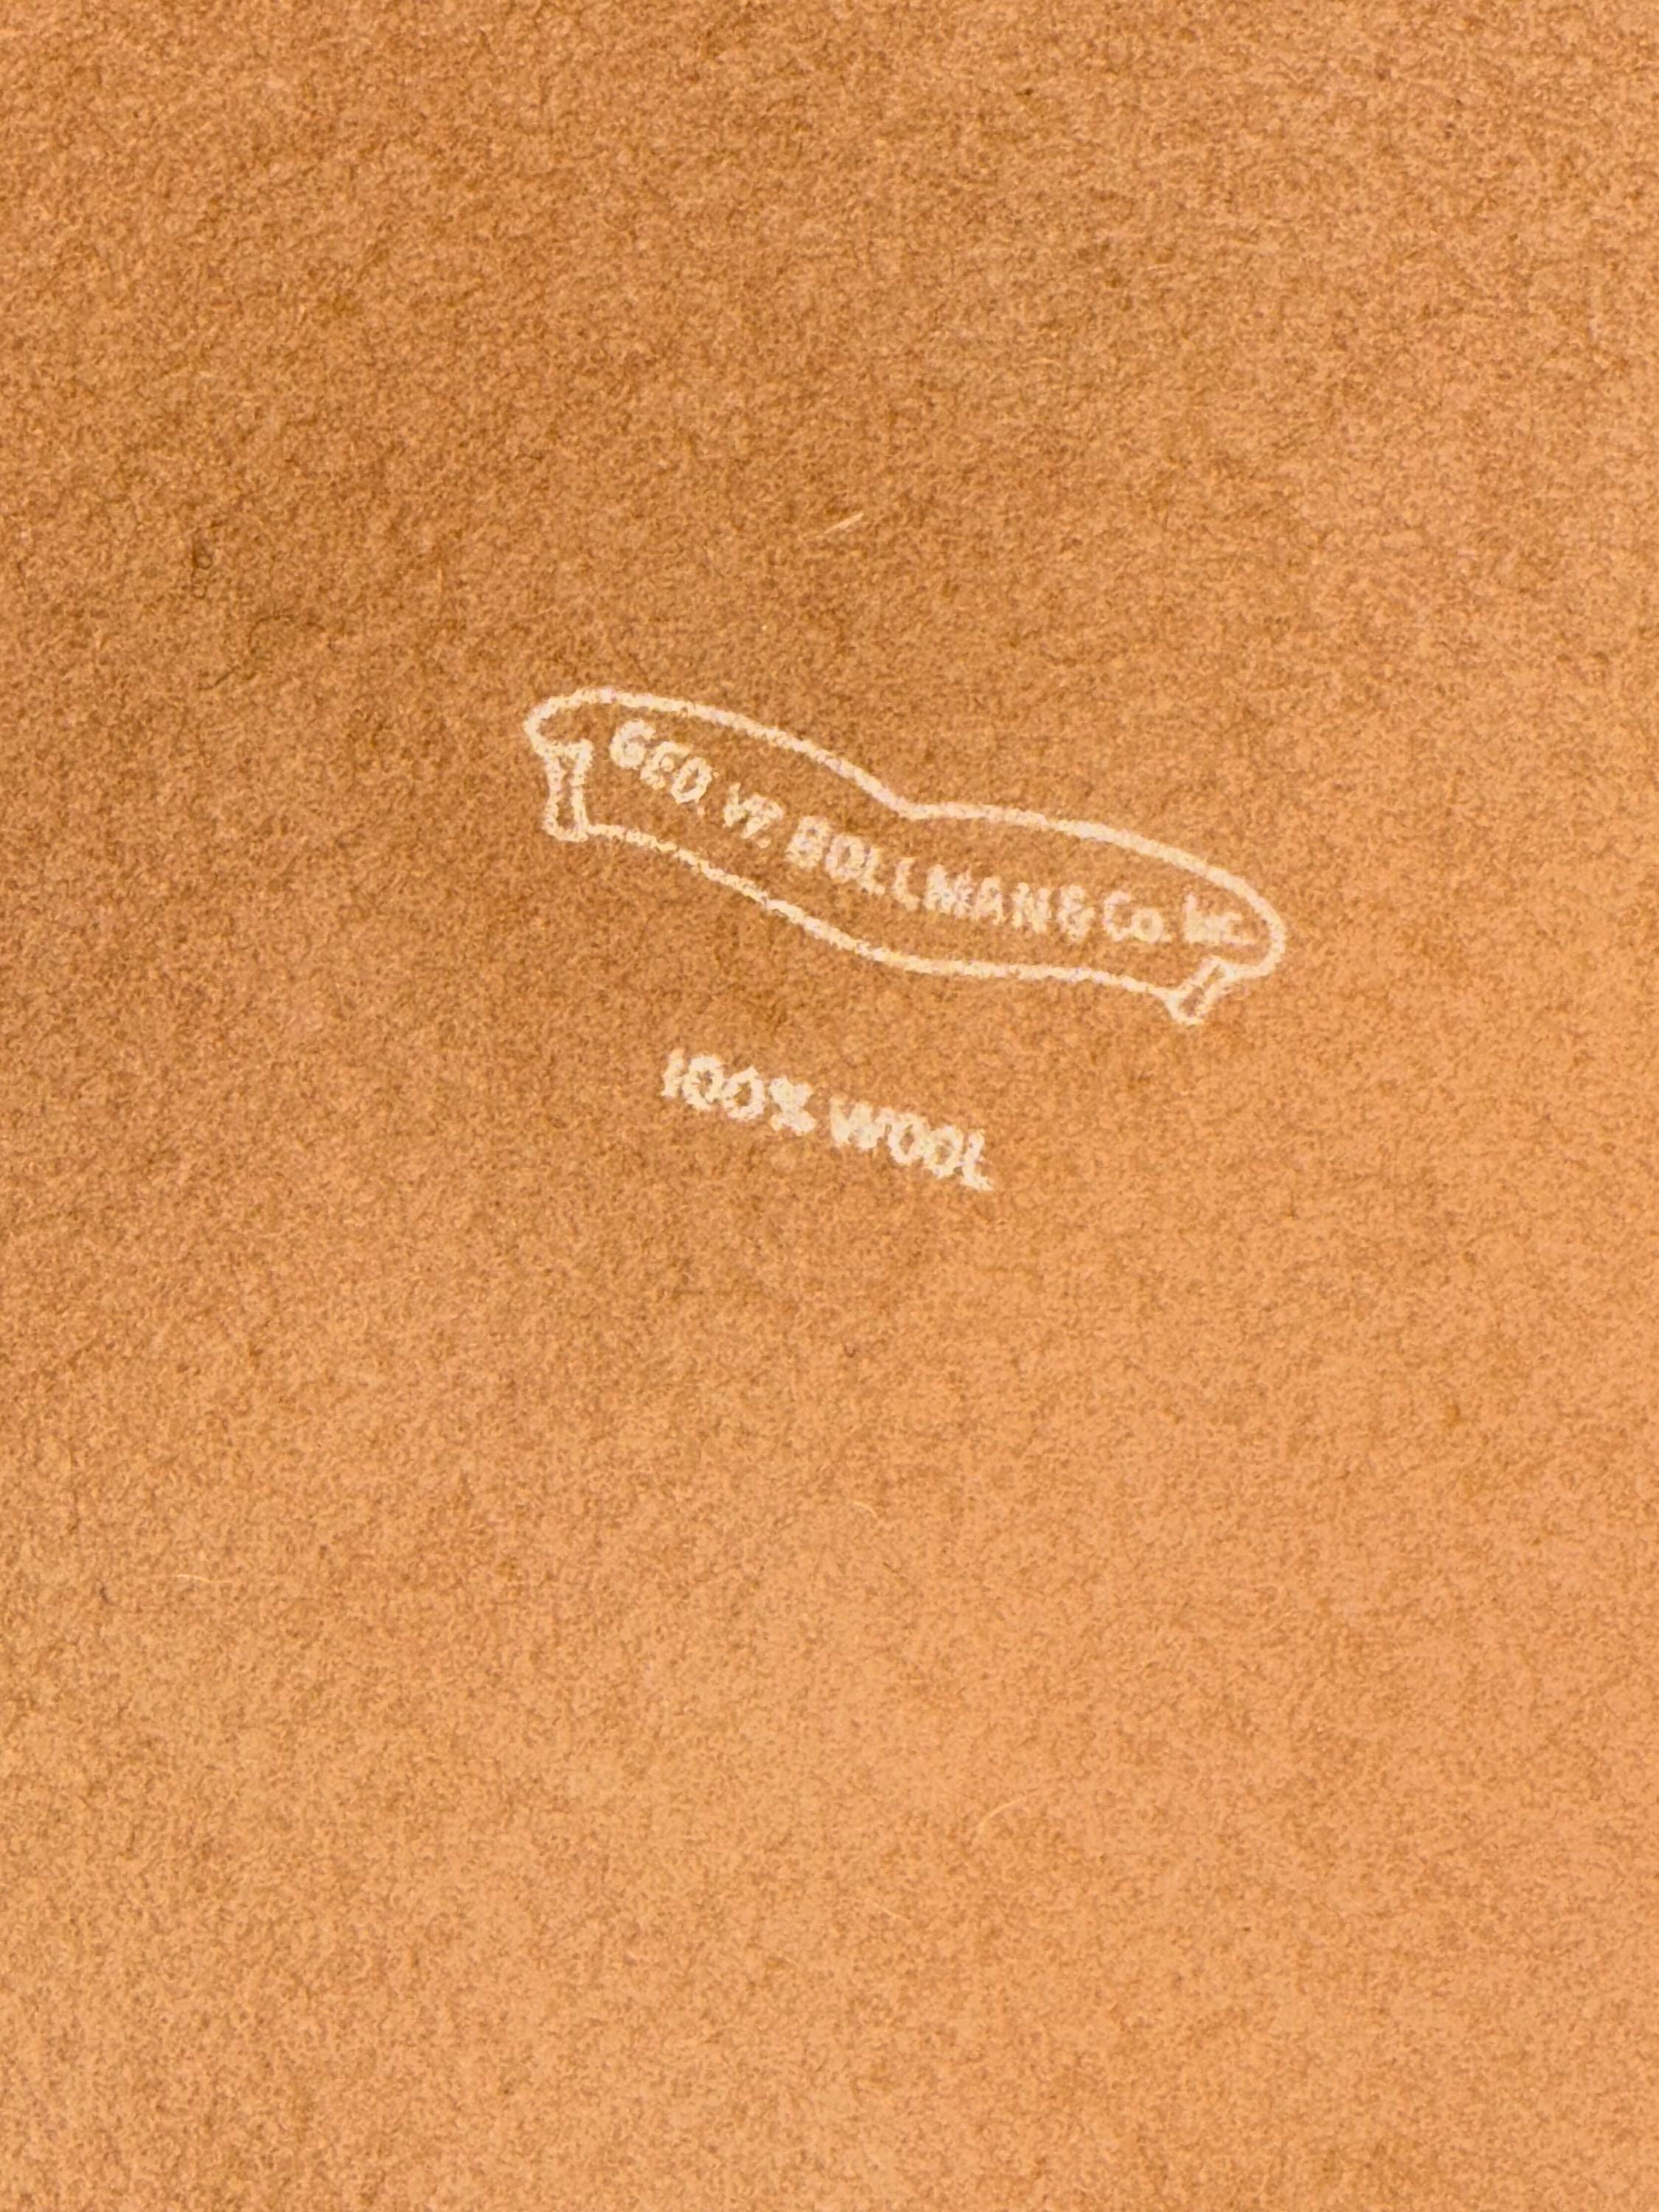 GEO. W. BOLLMAN & Co. INC.
100% WOOL